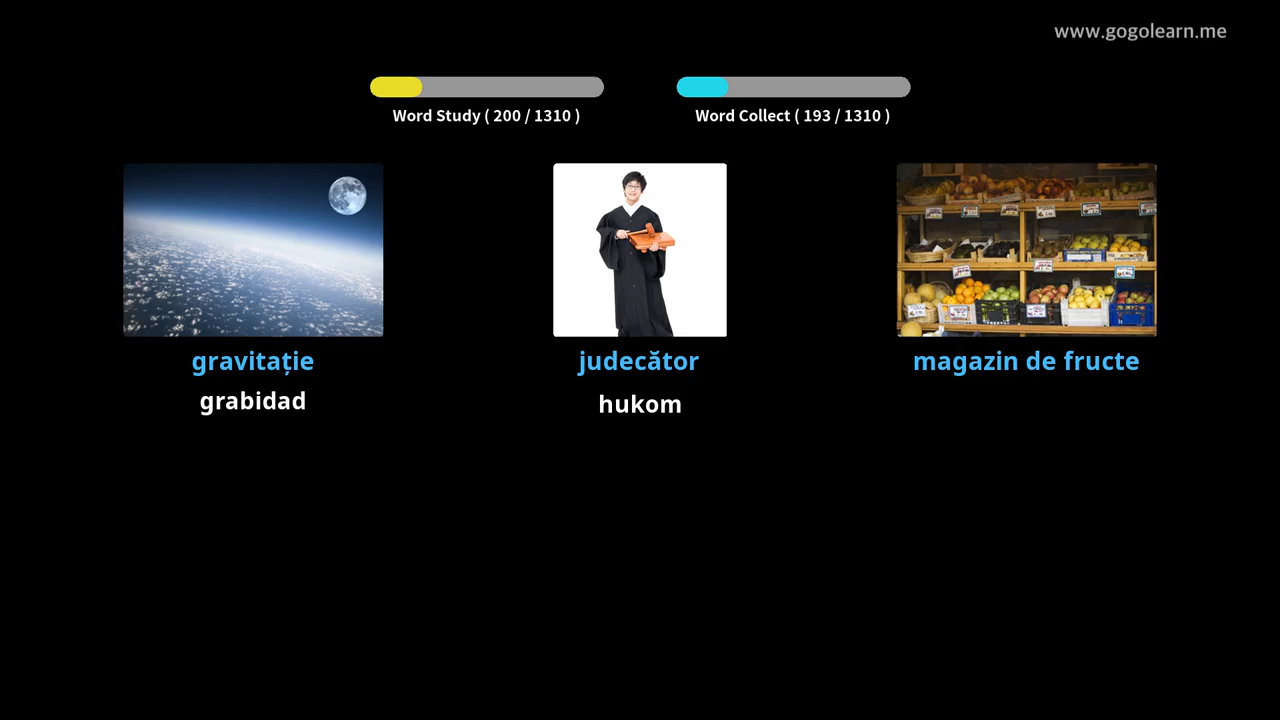 www.gogolearn.me
Word Study ( 200 / 1310 )
Word Collect ( 193 / 1310 )
gravitație
judecător
magazin de fructe
grabidad
hukom